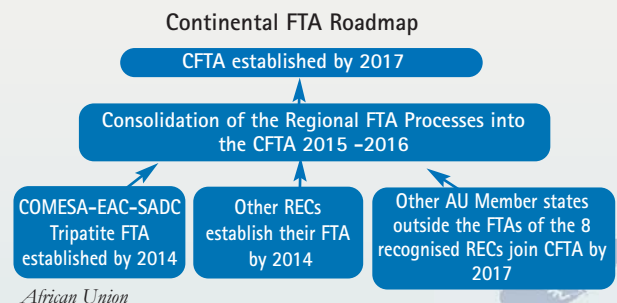 Continental FTA Roadmap
CFTA established by 2017
Consolidation of the Regional FTA Processes into
the CFTA 2015 -2016
COMESA-EAC-SADC
Tripatite FTA
established by 2014
Other RECs
establish their FTA
by 2014
Other AU Member states
outside the FTAs of the 8
recognised RECs join CFTA by
2017
African Union